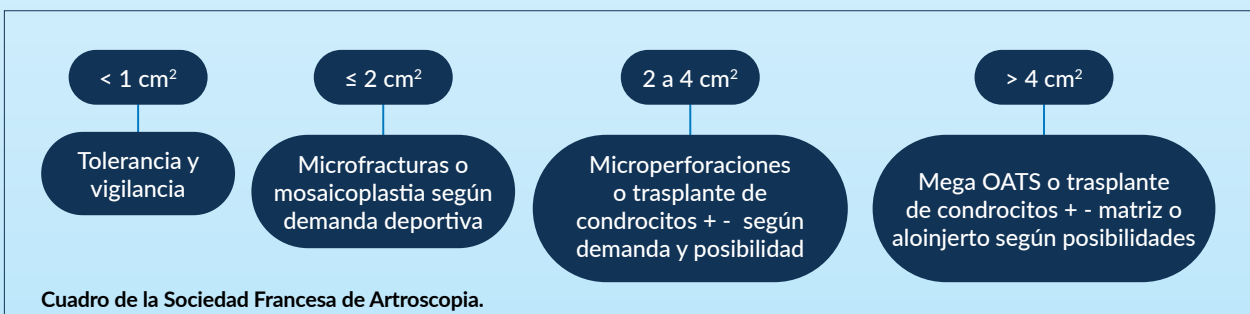 < 1 cm²
Tolerancia y
vigilancia
≤ 2 cm²
Microfracturas o
mosaicoplastia según
demanda deportiva
2 a 4 cm²
Microperforaciones
o trasplante de
condrocitos + - según
demanda y posibilidad
> 4 cm²
Mega OATS o trasplante
de condrocitos + - matriz o
aloinjerto según posibilidades
Cuadro de la Sociedad Francesa de Artroscopia.